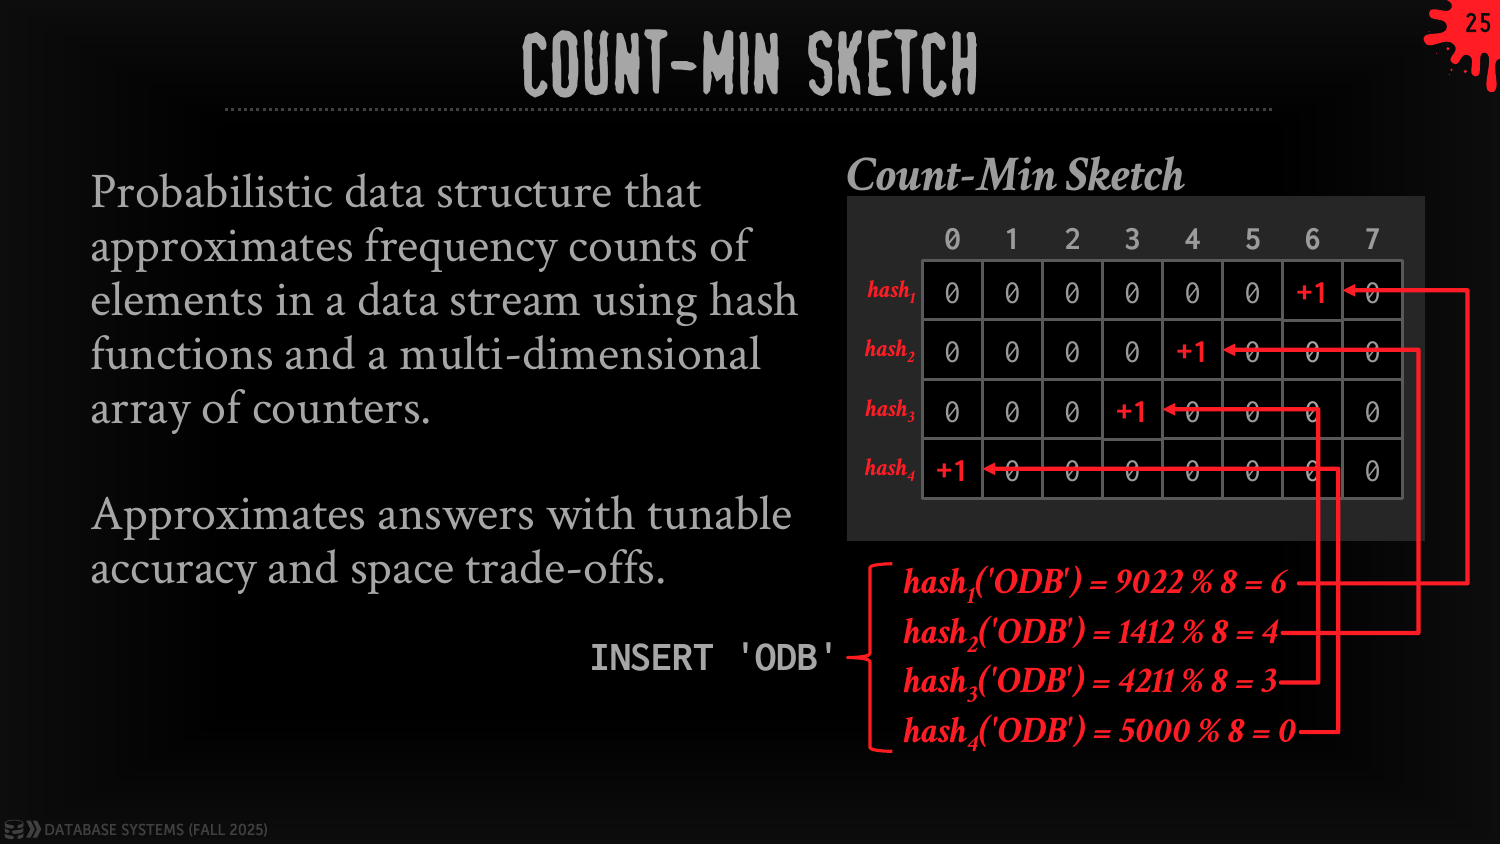 25
COUNT-MIN SKETCH
Probabilistic data structure that
approximates frequency counts of
elements in a data stream using hash
functions and a multi-dimensional
array of counters.
Approximates answers with tunable
accuracy and space trade-offs.
Count-Min Sketch
0 1 2 3 4 5 6 7
hash1 0 0 0 0 0 0 +1 0
hash2 0 0 0 0 +1 0 0 0
hash3 0 0 0 +1 0 0 0 0
hash4 +1 0 0 0 0 0 0 0
INSERT 'ODB'
hash1('ODB') = 9022 % 8 = 6
hash2('ODB') = 1412 % 8 = 4
hash3('ODB') = 4211 % 8 = 3
hash4('ODB') = 5000 % 8 = 0
DATABASE SYSTEMS (FALL 2025)